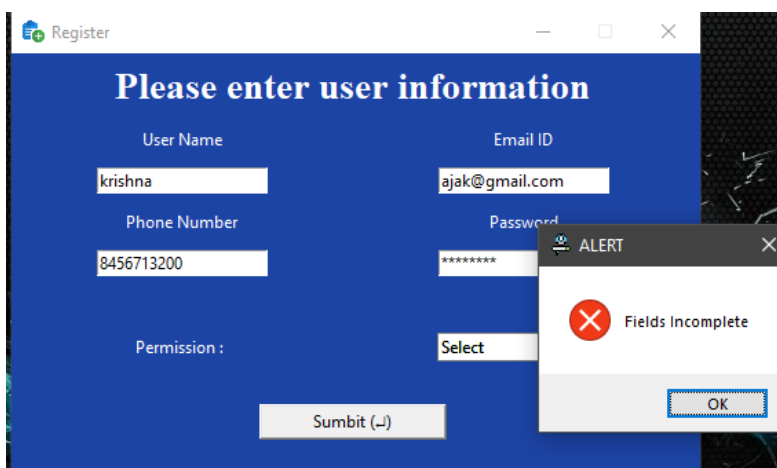 Register
Please enter user information
User Name
Email ID
krishna
ajak@gmail.com
Phone Number
Password
8456713200
********
ALERT
Fields Incomplete
Permission :
Select
OK
Sumbit (↵)